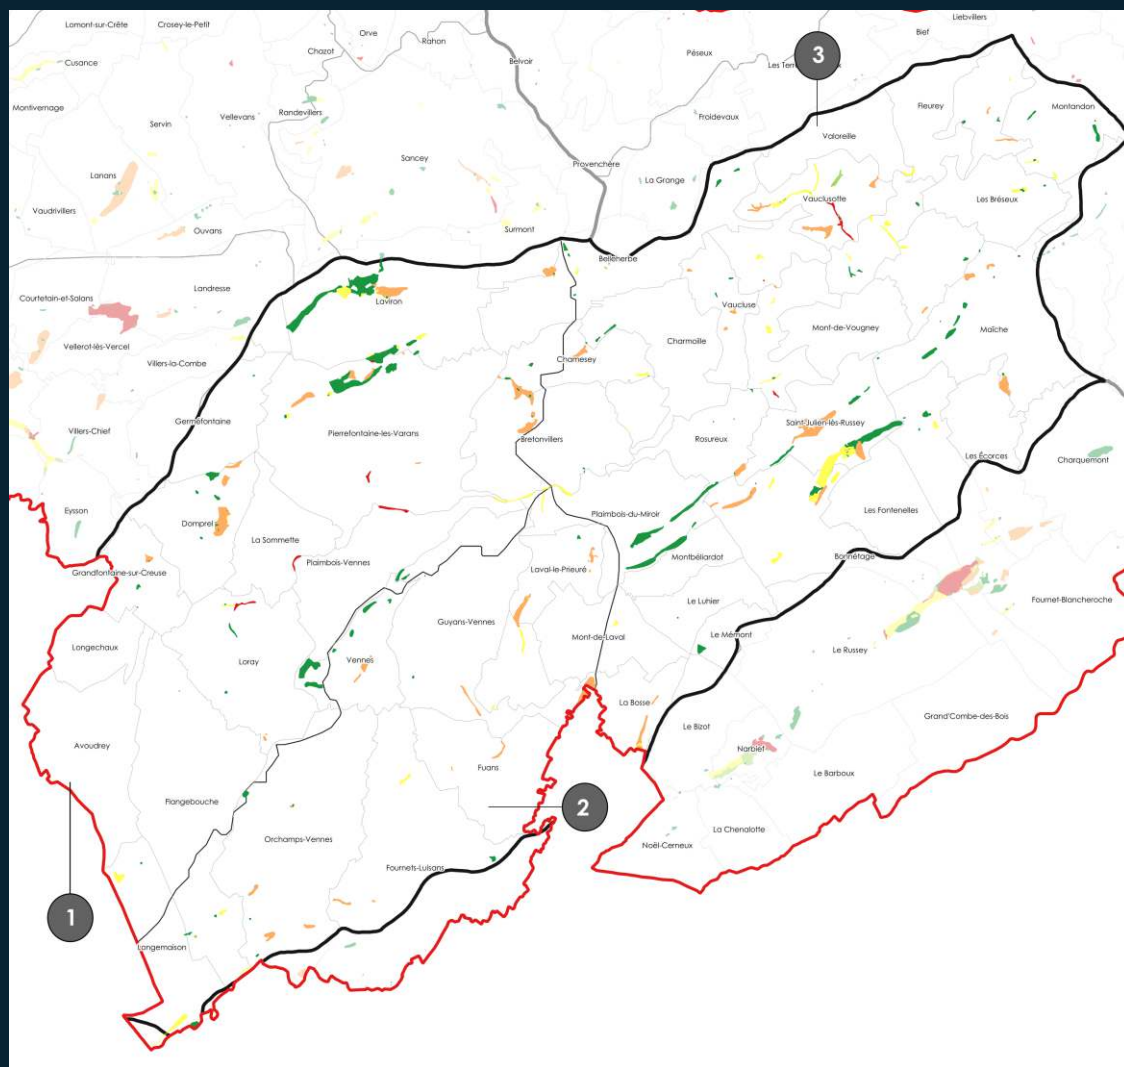 Lomont-sur-Crête
Crosey-le-Petit
Orve
Rahon
Liebvillers
Bief
Chazot
Cusance
Belvoir
Péseux
Les Terr
3
Montivernage
Servin
Vellevans
Randevillers
Froidevaux
Fleurey
Montandon
Valoreille
Sancey
Provenchère
Lanans
La Grange
Vauclusotte
Les Bréseux
Vaudrivillers
Ouvans
Surmont
Belleherbe
Landresse
Courtetain-et-Salans
Laviron
Vaucluse
Mont-de-Vougney
Maîche
Vellerot-lès-Vercel
Villers-la-Combe
Charmoille
Chamesey
Germéfontaine
Villers-Chief
Pierrefontaine-les-Varans
Bretonvillers
Rosureux
Saint-Julien-lès-Russey
Les Écorces
Charquemont
Eysson
Domprel
La Sommette
Plaimbois-du-Miroir
Les Fontenelles
Grandfontaine-sur-Creuse
Plaimbois-Vennes
Laval-le-Prieuré
Montbéliardot
Bonnétage
Le Luhier
Fournet-Blancheroche
Guyans-Vennes
Mont-de-Laval
Le Mémont
Longechaux
Loray
Vennes
Le Russey
La Bosse
Le Bizot
Grand'Combe-des-Bois
Avoudrey
Narbief
Fuans
Le Barboux
Flangebouche
2
Orchamps-Vennes
La Chenalotte
Noël-Cerneux
Fournets-Luisans
1
Longemaison